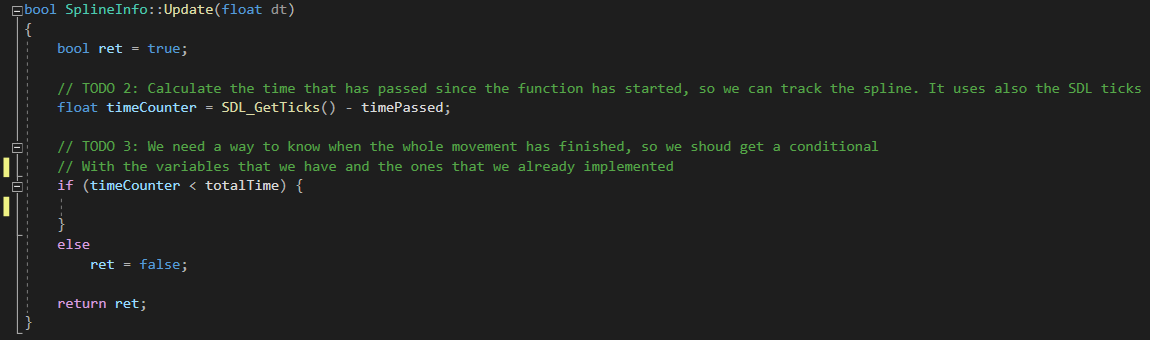 bool SplineInfo::Update(float dt)
{
bool ret = true;
// TODO 2: Calculate the time that has passed since the function has started, so we can track the spline. It uses also the SDL ticks
float timeCounter = SDL_GetTicks() - timePassed;
// TODO 3: We need a way to know when the whole movement has finished, so we shoud get a conditional
// With the variables that we have and the ones that we already implemented
if (timeCounter < totalTime) {
}
else
ret = false;
return ret;
}